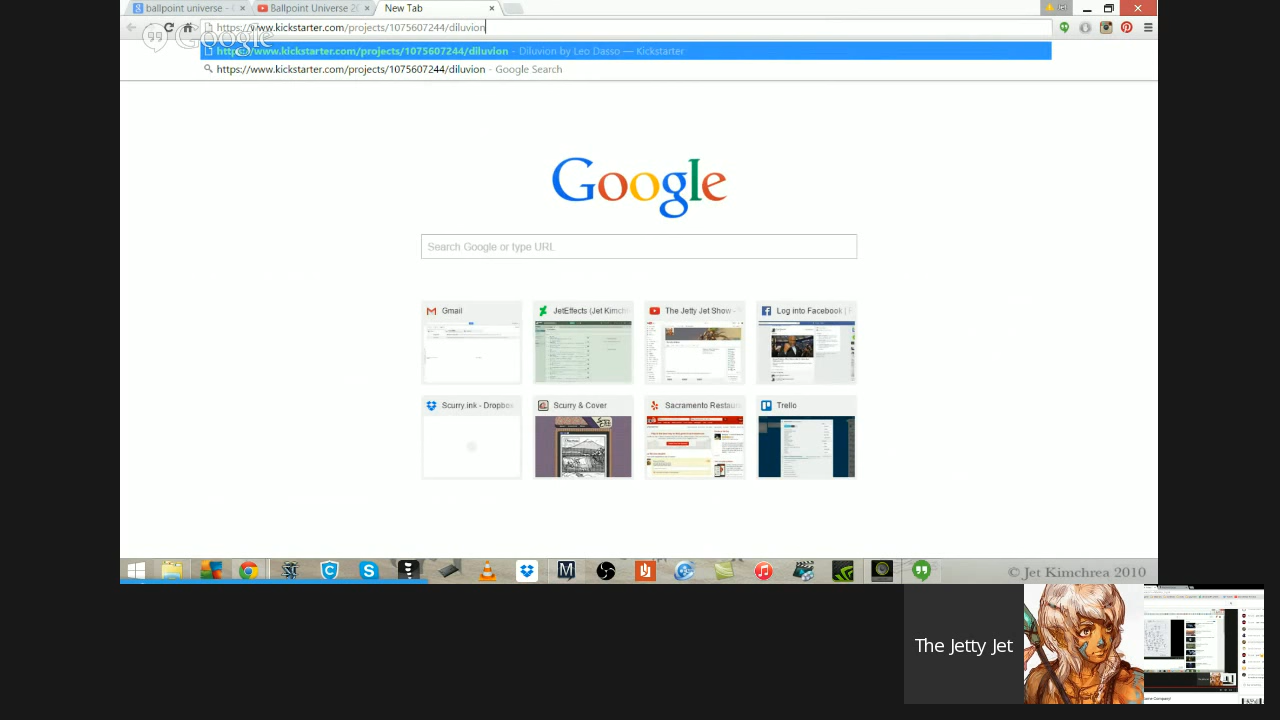 ballpoint universe -
Ballpoint Universe 2
New Tab
https://www.kickstarter.com/projects/1075607244/diluvion
Google
https://www.kickstarter.com/projects/1075607244/diluvion - Diluvion by Leo Dasso — Kickstarter
https://www.kickstarter.com/projects/1075607244/diluvion - Google Search
Google
Search Google or type URL
Gmail
JetEffects (Jet Kimch
The Jetty Jet Show -
Log into Facebook |
Scurry.ink - Dropbox
Scurry & Cover
Sacramento Restaur
Trello
© Jet Kimchrea 2010
The Jetty Jet